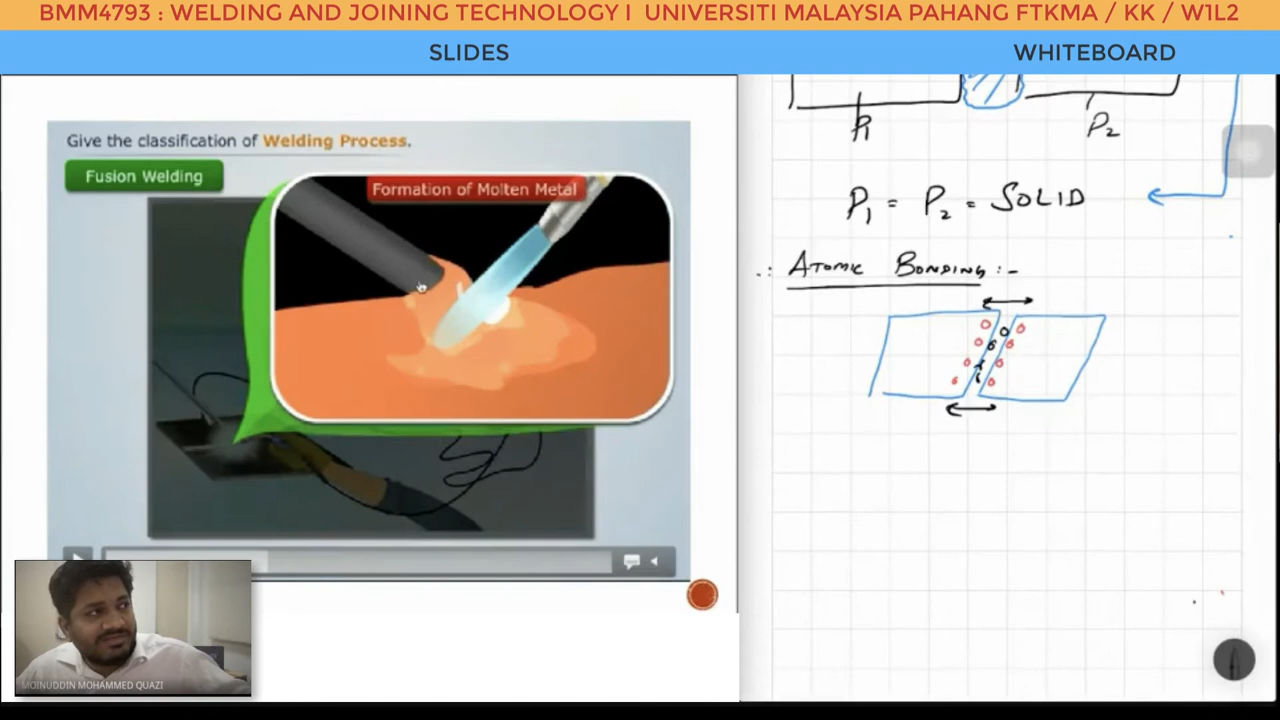 BMM4793 : WELDING AND JOINING TECHNOLOGY I UNIVERSITI MALAYSIA PAHANG FTKMA / KK / W1L2
SLIDES
WHITEBOARD
Give the classification of Welding Process.
Fusion Welding
Formation of Molten Metal
MOINUDDIN MOHAMMED QUAZI
P1
P2
P1 = P2 = SOLID
∴ ATOMIC BONDING :-